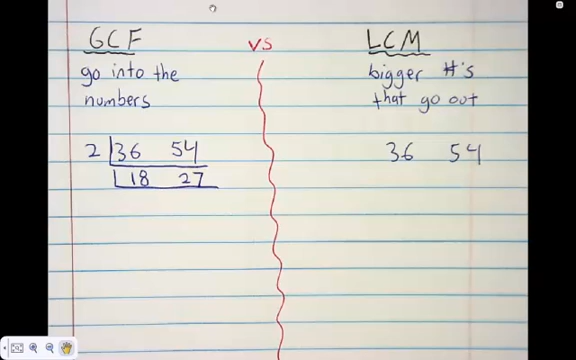 GCF vs LCM
go into the numbers
bigger #'s that go out
2 36 54
18 27
36 54